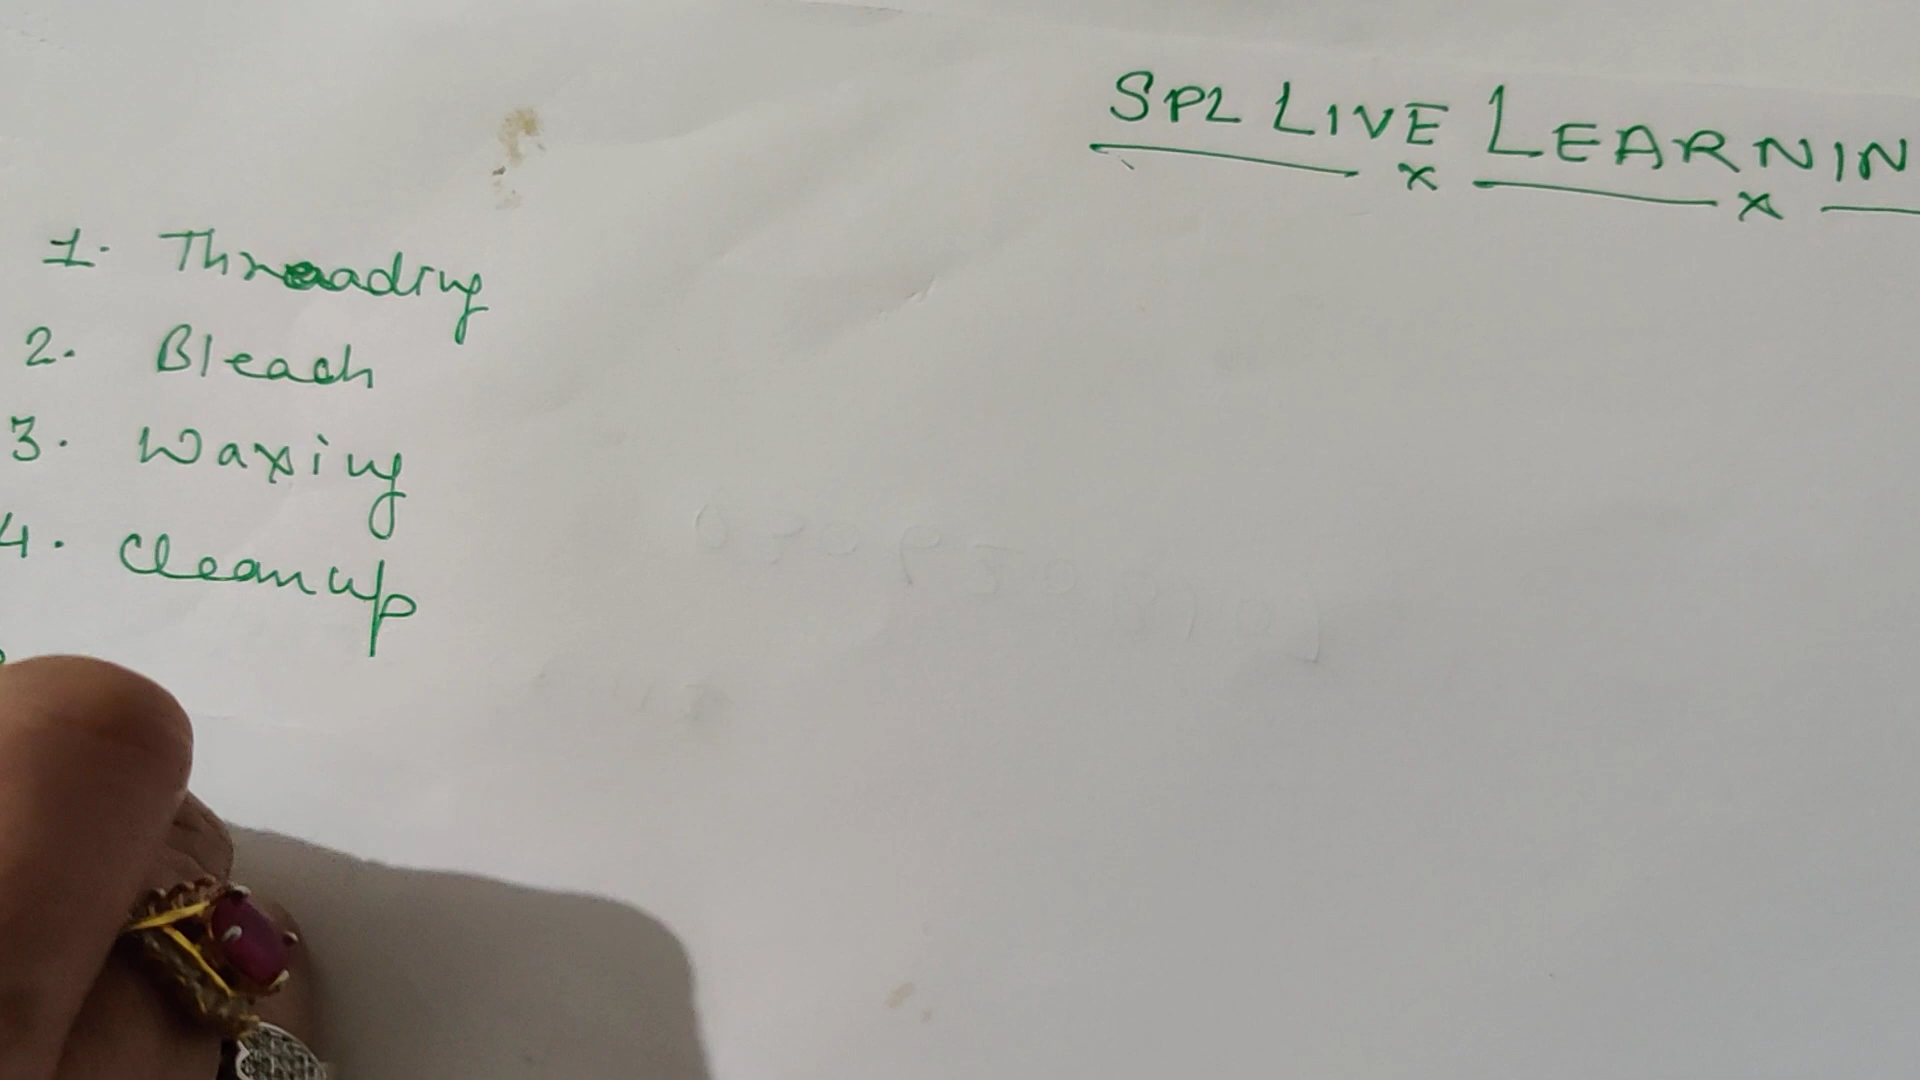 SPL LIVE LEARNIN
1. Threading
2. Bleach
3. Waxing
4. Cleanup